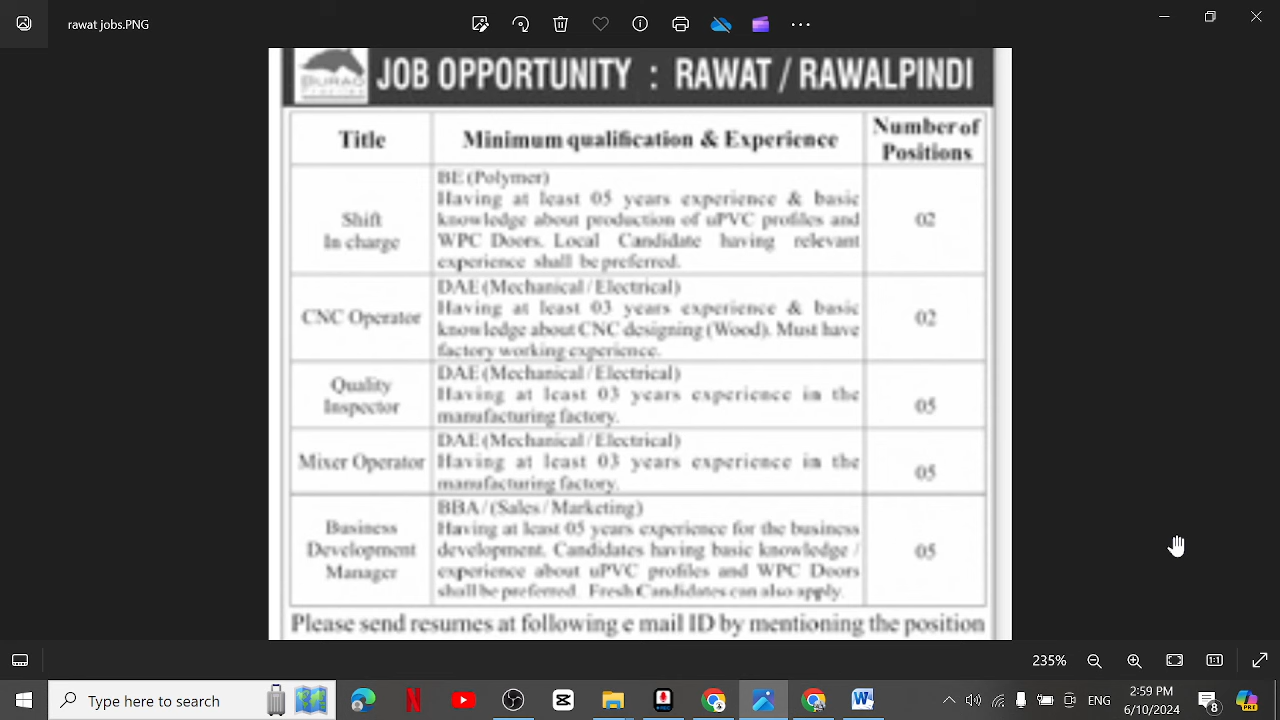 rawat jobs.PNG
BURAQ
JOB OPPORTUNITY : RAWAT / RAWALPINDI
Title
Minimum qualification & Experience
Number of
Positions
Shift
In charge
BE (Polymer)
Having at least 05 years experience & basic
knowledge about production of uPVC profiles and
WPC Doors. Local Candidate having relevant
experience shall be preferred.
02
CNC Operator
DAE (Mechanical / Electrical)
Having at least 03 years experience & basic
knowledge about CNC designing (Wood). Must have
factory working experience.
02
Quality
Inspector
DAE (Mechanical / Electrical)
Having at least 03 years experience in the
manufacturing factory.
05
Mixer Operator
DAE (Mechanical / Electrical)
Having at least 03 years experience in the
manufacturing factory.
05
Business
Development
Manager
BBA / (Sales / Marketing)
Having at least 05 years experience for the business
development. Candidates having basic knowledge /
experience about uPVC profiles and WPC Doors
shall be preferred. Fresh Candidates can also apply.
05
Please send resumes at following e mail ID by mentioning the position
235%
Type here to search
REC
W
ENG
2:59 PM
6/10/2024
8
PRE